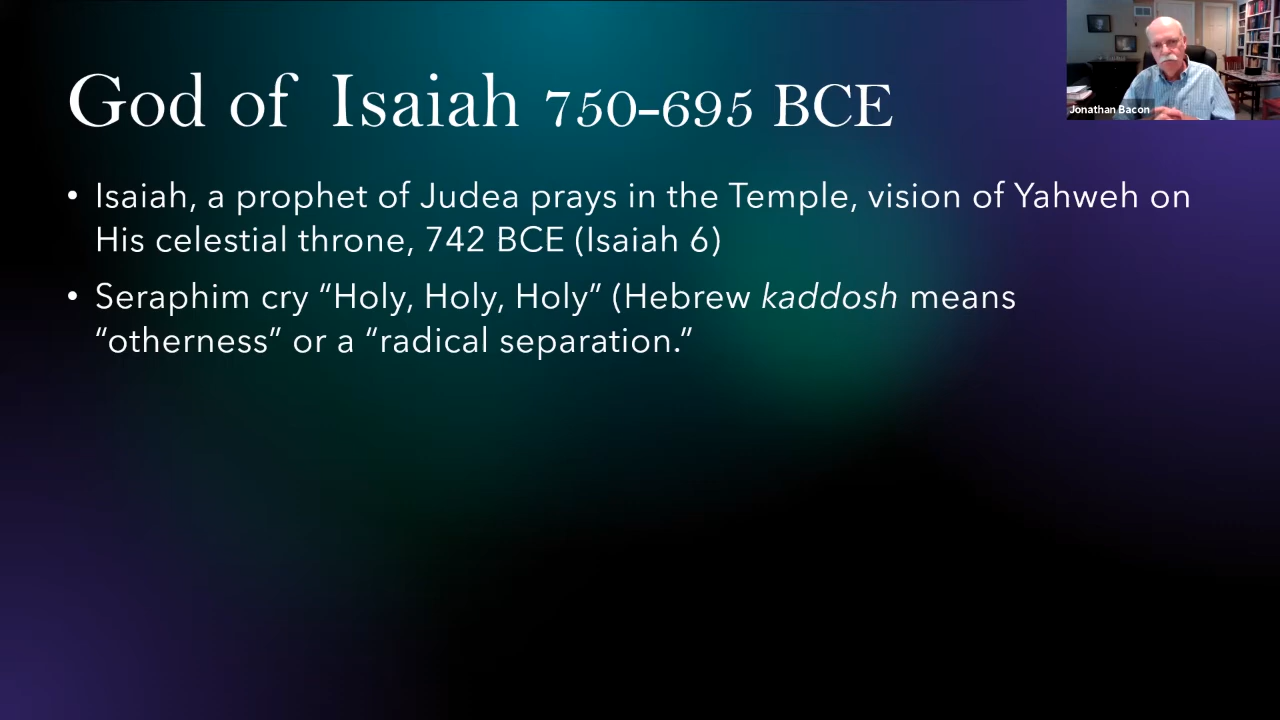 God of Isaiah 750-695 BCE
Jonathan Bacon
• Isaiah, a prophet of Judea prays in the Temple, vision of Yahweh on
His celestial throne, 742 BCE (Isaiah 6)
• Seraphim cry “Holy, Holy, Holy” (Hebrew kaddosh means
“otherness” or a “radical separation.”